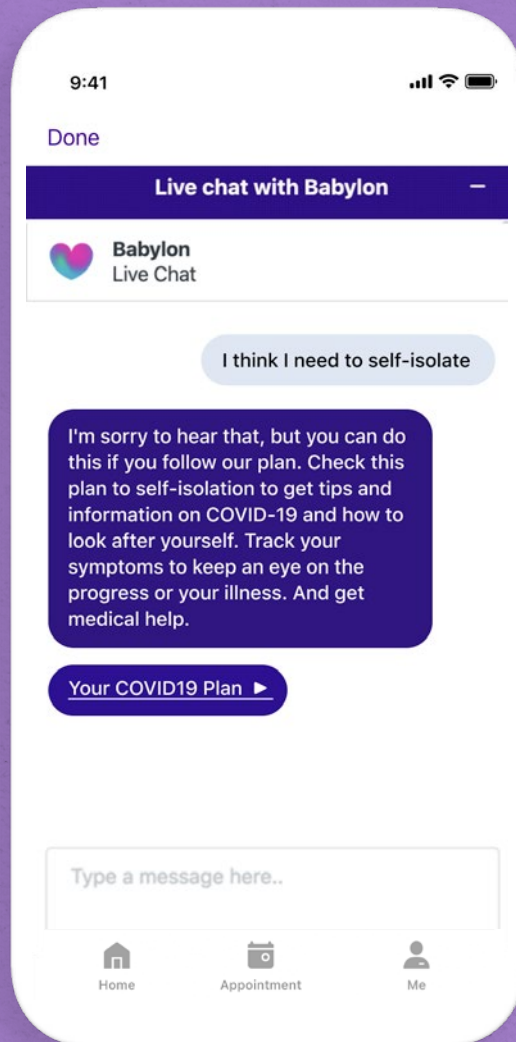 9:41
Done
Live chat with Babylon
Babylon
Live Chat
I think I need to self-isolate
I'm sorry to hear that, but you can do
this if you follow our plan. Check this
plan to self-isolation to get tips and
information on COVID-19 and how to
look after yourself. Track your
symptoms to keep an eye on the
progress or your illness. And get
medical help.
Your COVID19 Plan
Type a message here..
Home Appointment Me